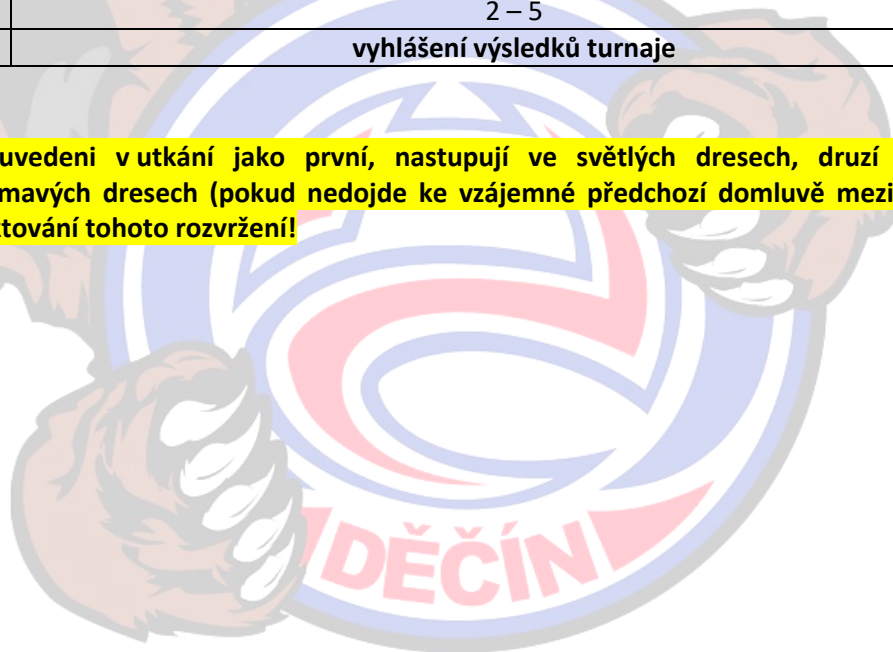 2 – 5
vyhlášení výsledků turnaje
uvedeni v utkání jako první, nastupují ve světlých dresech, druzí
mavých dresech (pokud nedojde ke vzájemné předchozí domluvě mezi
ktování tohoto rozvržení!
DĚČÍN